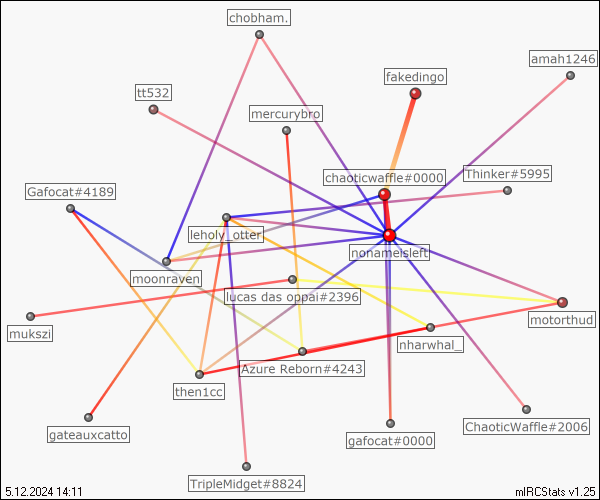 chobham.
amah1246
fakedingo
tt532
mercurybro
Thinker#5995
chaoticwaffle#0000
Gafocat#4189
leholy_otter
nonameisleft
moonraven
lucas das oppai#2396
motorthud
mukszi
nharwhal_
Azure Reborn#4243
then1cc
ChaoticWaffle#2006
gateauxcatto
gafocat#0000
TripleMidget#8824
5.12.2024 14:11
mIRCStats v1.25